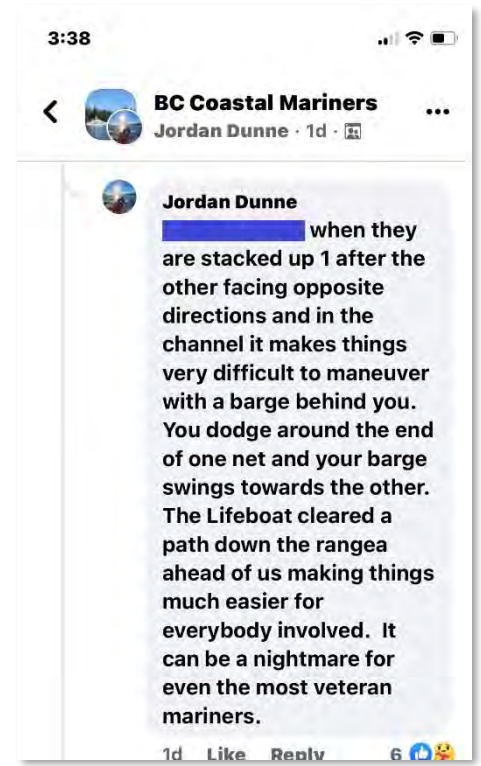 3:38
BC Coastal Mariners
Jordan Dunne · 1d ·
Jordan Dunne
when they
are stacked up 1 after the
other facing opposite
directions and in the
channel it makes things
very difficult to maneuver
with a barge behind you.
You dodge around the end
of one net and your barge
swings towards the other.
The Lifeboat cleared a
path down the rangea
ahead of us making things
much easier for
everybody involved. It
can be a nightmare for
even the most veteran
mariners.
1d Like Reply 6